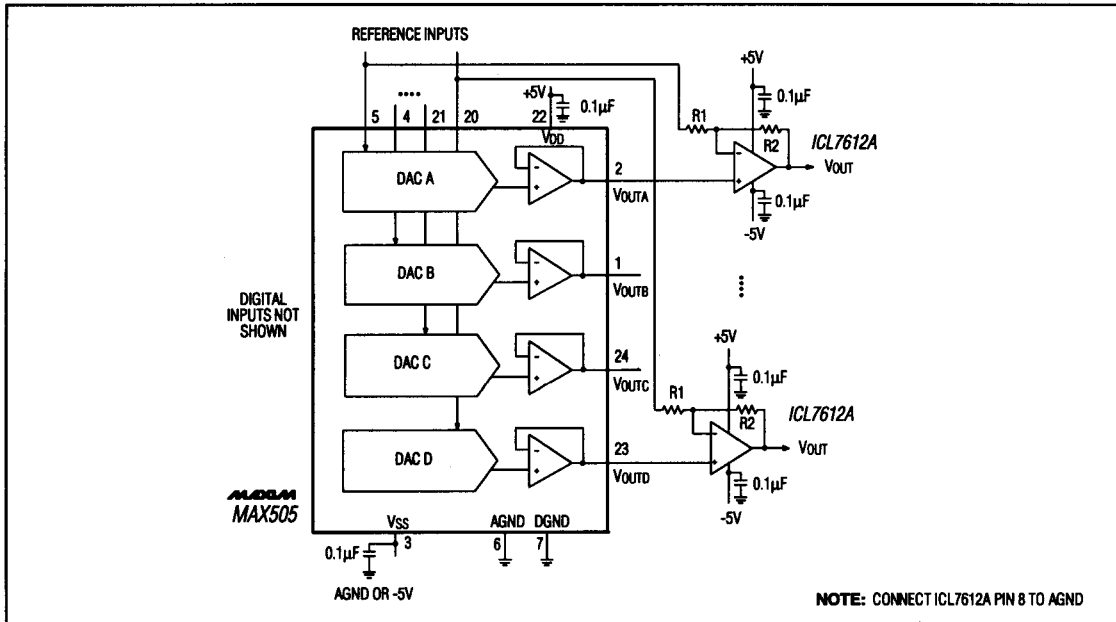 REFERENCE INPUTS
+5V
+5V
0.1µF
....
5 4 21 20
22
0.1µF
VDD
R1
R2
ICL7612A
VOUT
DAC A
-
+
2
VOUTA
-
+
0.1µF
-5V
DAC B
-
+
1
VOUTB
....
DIGITAL
INPUTS NOT
SHOWN
DAC C
-
+
24
VOUTC
+5V
0.1µF
R1
R2
ICL7612A
VOUT
DAC D
-
+
23
VOUTD
-
+
0.1µF
-5V
MAXIM
MAX505
VSS
AGND DGND
3
6
7
0.1µF
AGND OR -5V
NOTE: CONNECT ICL7612A PIN 8 TO AGND